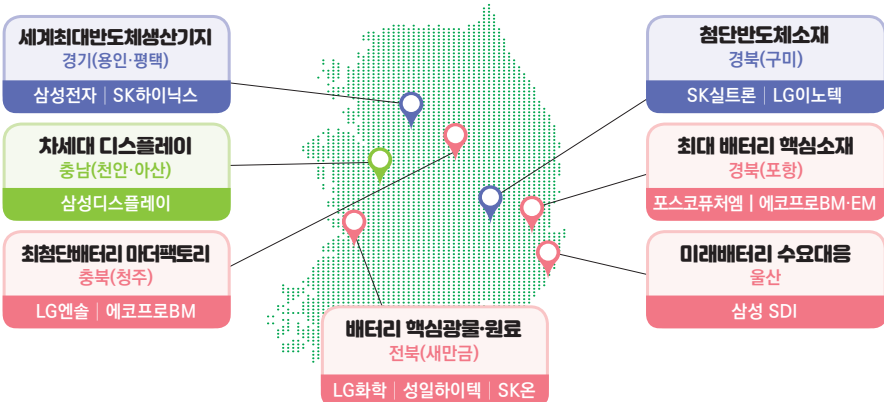 세계최대반도체생산기지
경기(용인·평택)
삼성전자 | SK하이닉스
차세대 디스플레이
충남(천안·아산)
삼성디스플레이
최첨단배터리 마더팩토리
충북(청주)
LG엔솔 | 에코프로BM
배터리 핵심광물·원료
전북(새만금)
LG화학 | 성일하이텍 | SK온
첨단반도체소재
경북(구미)
SK실트론 | LG이노텍
최대 배터리 핵심소재
경북(포항)
포스코퓨처엠 | 에코프로BM·EM
미래배터리 수요대응
울산
삼성 SDI